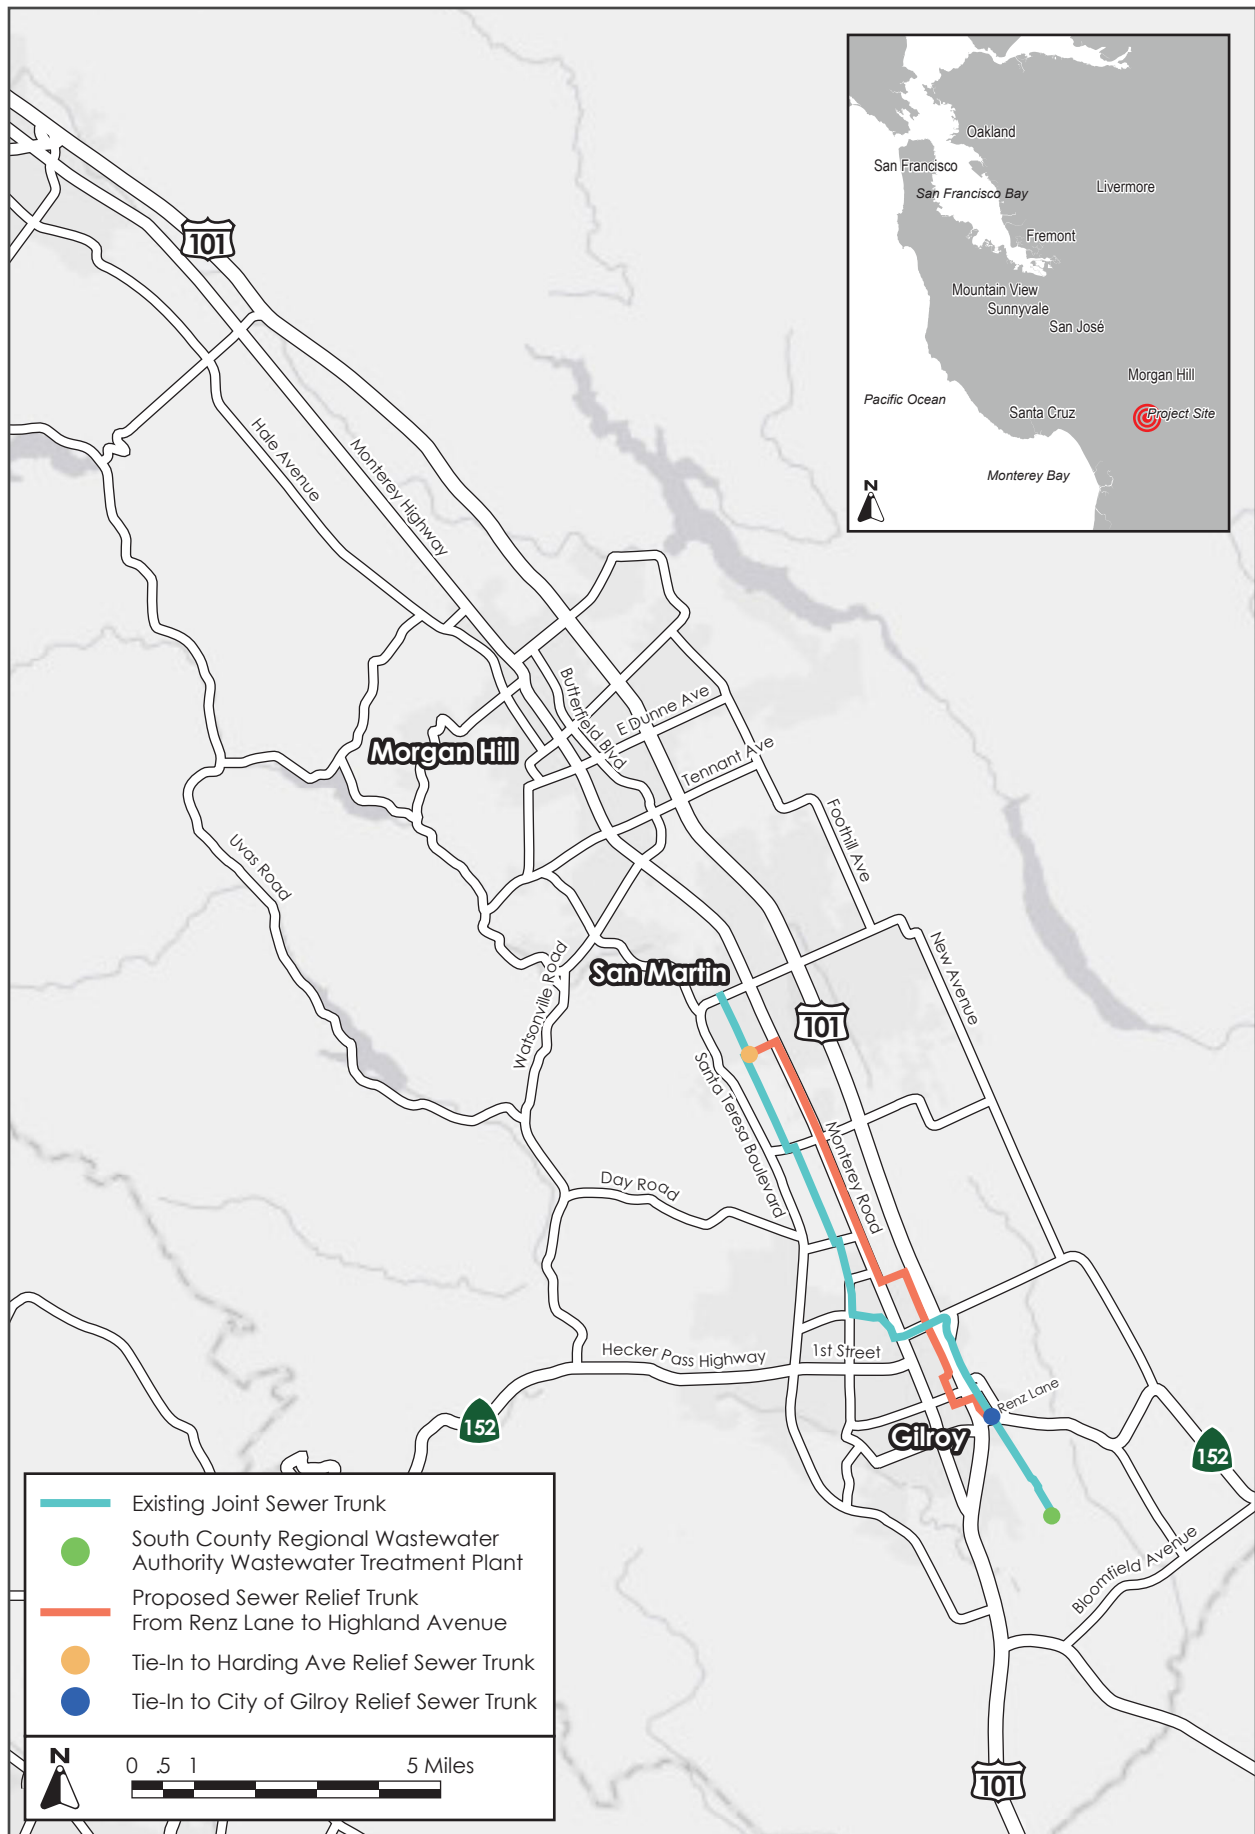 Oakland
San Francisco
San Francisco Bay
Livermore
Fremont
Mountain View
Sunnyvale
San José
Morgan Hill
Pacific Ocean
Santa Cruz
Project Site
Monterey Bay
N
101
Hale Avenue
Monterey Highway
Butterfield Blvd
E Dunne Ave
Morgan Hill
Tennant Ave
Foothill Ave
Uvas Road
New Avenue
Watsonville Road
San Martin
101
Santa Teresa Boulevard
Monterey Road
Day Road
Hecker Pass Highway
1st Street
Renz Lane
152
Gilroy
152
Bloomfield Avenue
101
Existing Joint Sewer Trunk
South County Regional Wastewater
Authority Wastewater Treatment Plant
Proposed Sewer Relief Trunk
From Renz Lane to Highland Avenue
Tie-In to Harding Ave Relief Sewer Trunk
Tie-In to City of Gilroy Relief Sewer Trunk
N
0 .5 1 5 Miles